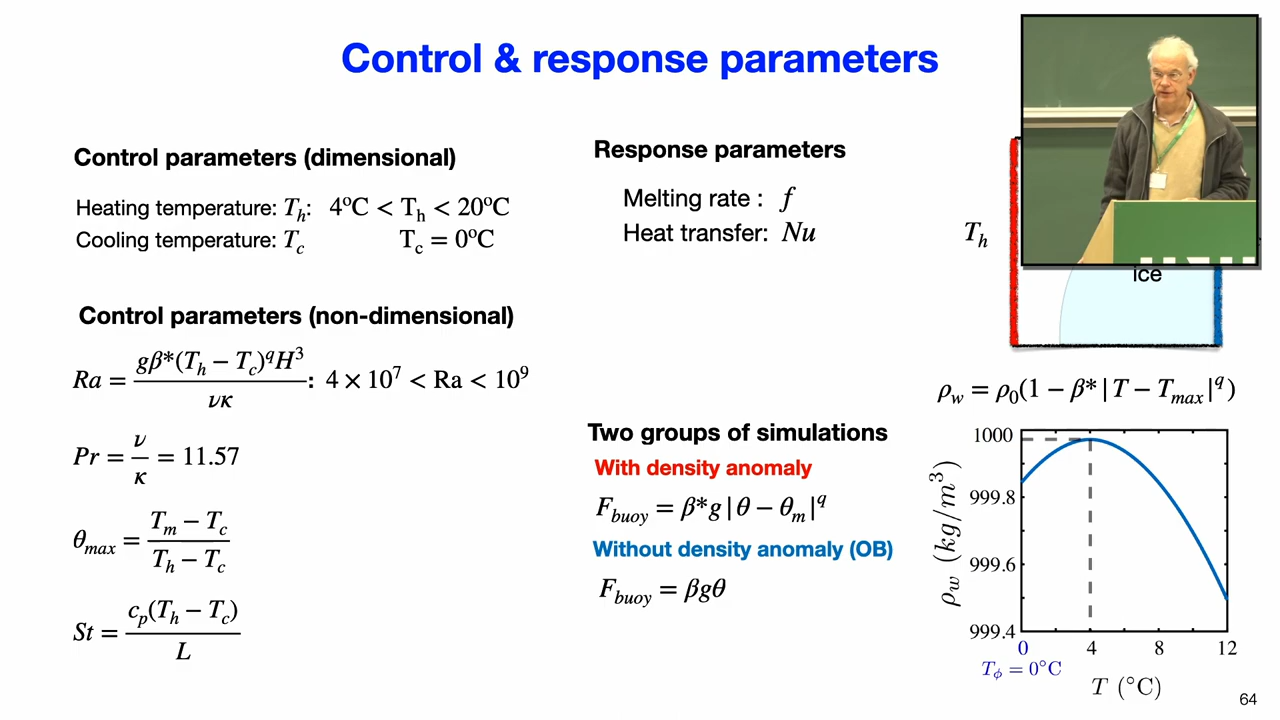 Control & response parameters
Control parameters (dimensional)
Heating temperature: T_h: 4°C < T_h < 20°C
Cooling temperature: T_c T_c = 0°C
Control parameters (non-dimensional)
Ra = gβ*(T_h − T_c)^q H^3 / νκ : 4 × 10^7 < Ra < 10^9
Pr = ν / κ = 11.57
θ_max = T_m − T_c / T_h − T_c
St = c_p(T_h − T_c) / L
Response parameters
Melting rate : f
Heat transfer: Nu
Two groups of simulations
With density anomaly
F_buoy = β*g|θ − θ_m|^q
Without density anomaly (OB)
F_buoy = βgθ
T_h
ice
ρ_w = ρ_0(1 − β*|T − T_max|^q)
ρ_w (kg/m^3)
1000
999.8
999.6
999.4
0 4 8 12
T_ϕ = 0°C
T (°C)
64